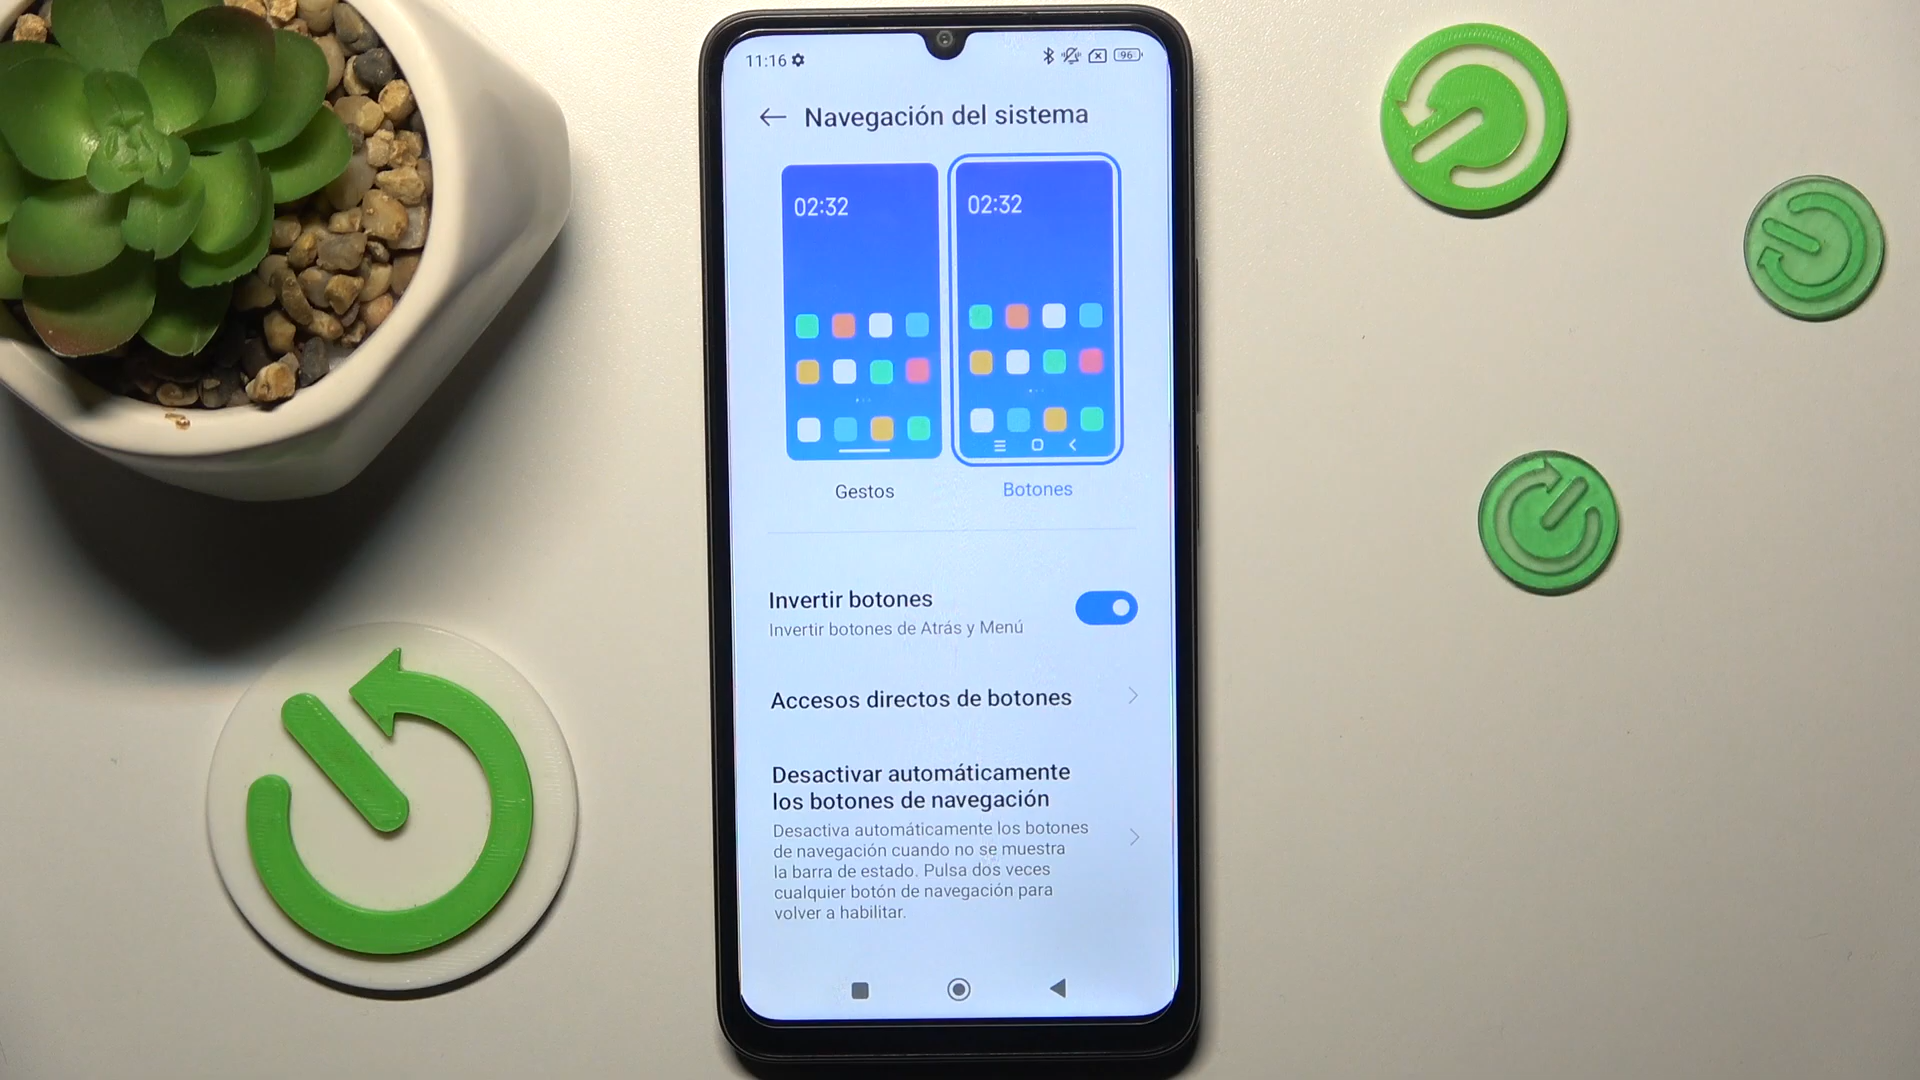 11:16
96
Navegación del sistema
02:32
02:32
Gestos
Botones
Invertir botones
Invertir botones de Atrás y Menú
Accesos directos de botones
Desactivar automáticamente
los botones de navegación
Desactiva automáticamente los botones
de navegación cuando no se muestra
la barra de estado. Pulsa dos veces
cualquier botón de navegación para
volver a habilitar.